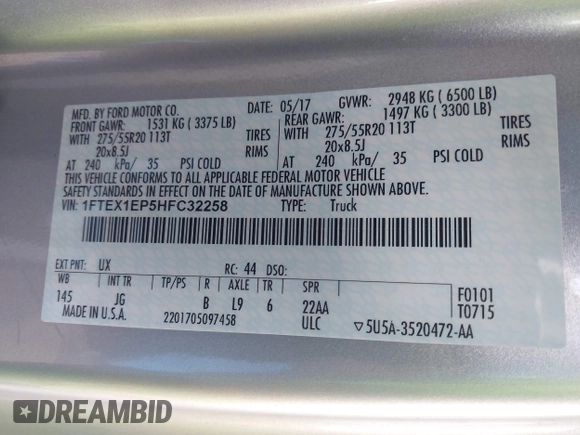 MFD. BY FORD MOTOR CO. DATE: 05/17 GVWR: 2948 KG ( 6500 LB)
FRONT GAWR: 1531 KG ( 3375 LB) REAR GAWR: 1497 KG ( 3300 LB)
WITH 275/55R20 113T TIRES WITH 275/55R20 113T TIRES
20x8.5J RIMS 20x8.5J RIMS
AT 240 kPa/ 35 PSI COLD AT 240 kPa/ 35 PSI COLD
THIS VEHICLE CONFORMS TO ALL APPLICABLE FEDERAL MOTOR VEHICLE
SAFETY STANDARDS IN EFFECT ON THE DATE OF MANUFACTURE SHOWN ABOVE.
VIN: 1FTEX1EP5HFC32258 TYPE: Truck
EXT PNT: UX RC: 44 DSO:
WB INT TR TP/PS R AXLE TR SPR
145 JG B L9 6 22AA
F0101
T0715
MADE IN U.S.A. 2201705097458 ULC ▽5U5A-3520472-AA
DREAMBID